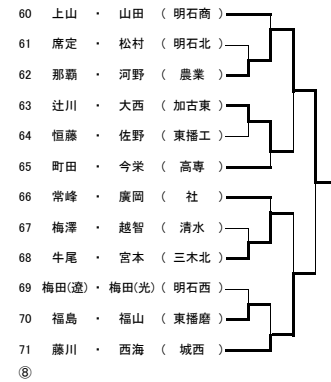 60 上山 ・ 山田 ( 明石商 )
61 席定 ・ 松村 ( 明石北 )
62 那覇 ・ 河野 ( 農業 )
63 辻川 ・ 大西 ( 加古東 )
64 恒藤 ・ 佐野 ( 東播工 )
65 町田 ・ 今栄 ( 高専 )
66 常峰 ・ 廣岡 ( 社 )
67 梅澤 ・ 越智 ( 清水 )
68 牛尾 ・ 宮本 ( 三木北 )
69 梅田(遼) ・ 梅田(光) ( 明石西 )
70 福島 ・ 福山 ( 東播磨 )
71 藤川 ・ 西海 ( 城西 )
⑧